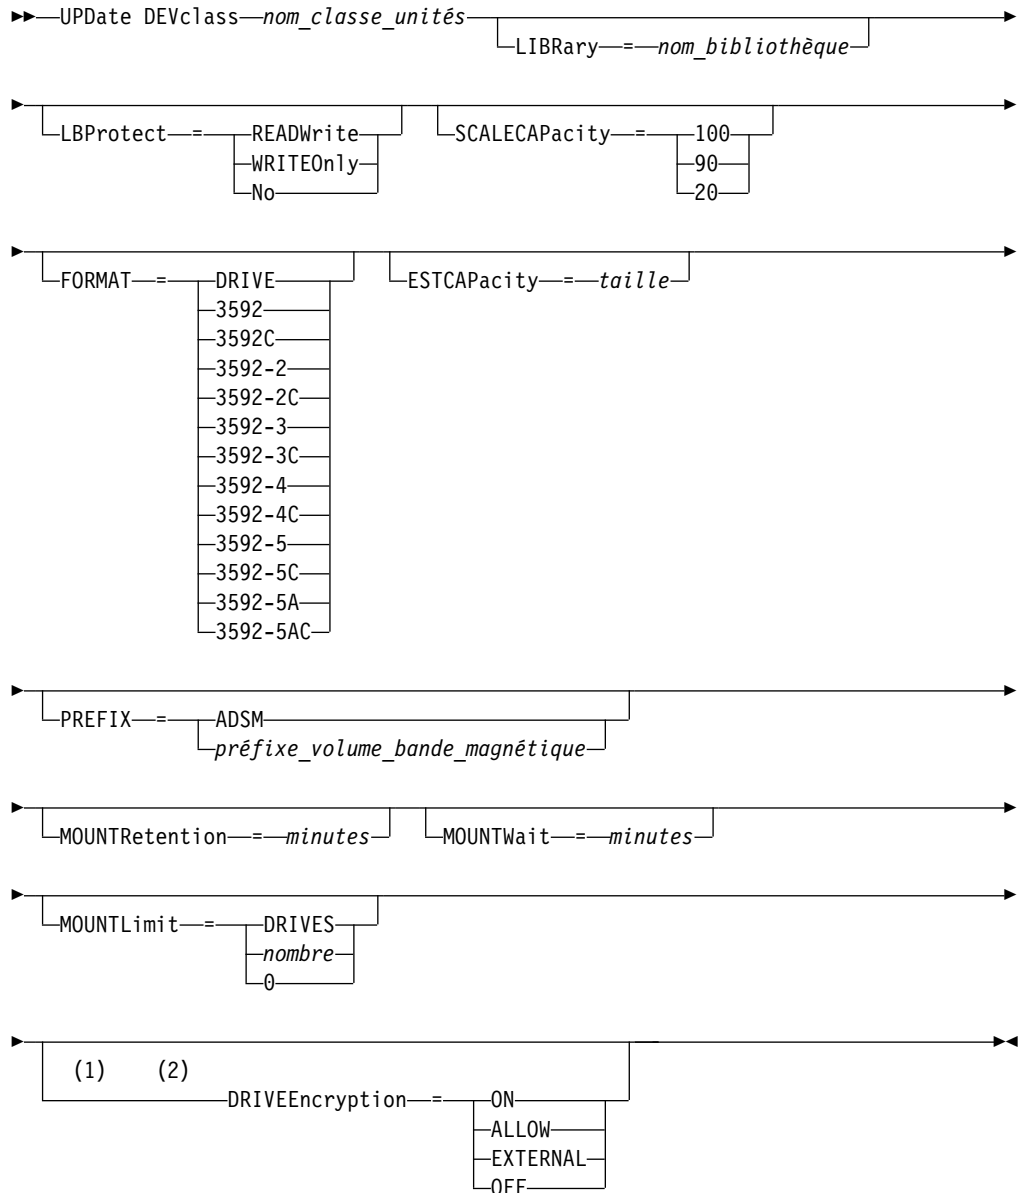 UPDate DEVclass nom_classe_unités
LIBRary = nom_bibliothèque
LBProtect = READWrite
WRITEOnly
No
SCALECAPacity = 100
90
20
FORMAT = DRIVE
3592
3592C
3592-2
3592-2C
3592-3
3592-3C
3592-4
3592-4C
3592-5
3592-5C
3592-5A
3592-5AC
ESTCAPacity = taille
PREFIX = ADSM
préfixe_volume_bande_magnétique
MOUNTRetention = minutes
MOUNTWait = minutes
MOUNTLimit = DRIVES
nombre
0
(1) (2)
DRIVEEncryption = ON
ALLOW
EXTERNAL
OFF